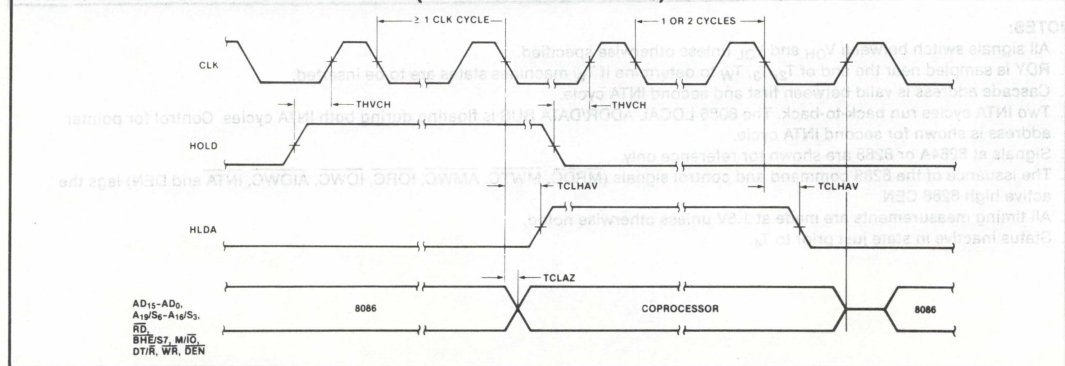 ≥ 1 CLK CYCLE
1 OR 2 CYCLES
CLK
THVCH
THVCH
HOLD
TCLHAV
TCLHAV
HLDA
TCLAZ
AD15-AD0,
A19/S6-A16/S3,
RD,
BHE/S7, M/IO,
DT/R, WR, DEN
8086
COPROCESSOR
8086
NOTES:
All signals switch between VOH and VOL unless otherwise specified.
RDY is sampled near the end of T2, T3, TW to determine if TW machines states are to be inserted.
Cascade address is valid between first and second INTA cycle.
Two INTA cycles run back-to-back. The 8086 LOCAL ADDR/DATA BUS is floating during both INTA cycles. Control for pointer
address is shown for second INTA cycle.
Signals at 8284A or 8288 are shown for reference only.
The issuance of the 8288 command and control signals (MRDC, MWTC, AMWC, IORC, IOWC, AIOWC, INTA and DEN) lags the
active high 8288 CEN.
All timing measurements are made at 1.5V unless otherwise noted.
Status inactive in state just prior to T4